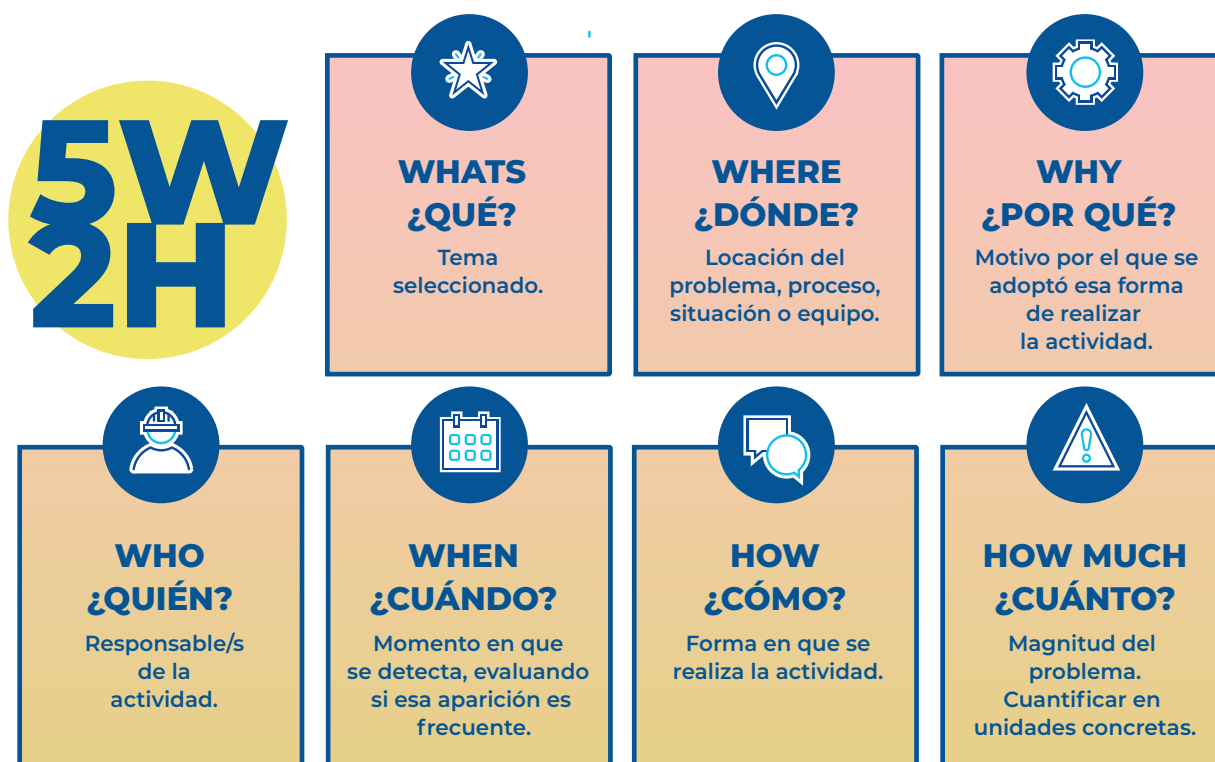 5W
2H
WHATS
¿QUÉ?
Tema
seleccionado.
WHERE
¿DÓNDE?
Locación del
problema, proceso,
situación o equipo.
WHY
¿POR QUÉ?
Motivo por el que se
adoptó esa forma
de realizar
la actividad.
WHO
¿QUIÉN?
Responsable/s
de la
actividad.
WHEN
¿CUÁNDO?
Momento en que
se detecta, evaluando
si esa aparición es
frecuente.
HOW
¿CÓMO?
Forma en que se
realiza la actividad.
HOW MUCH
¿CUÁNTO?
Magnitud del
problema.
Cuantificar en
unidades concretas.